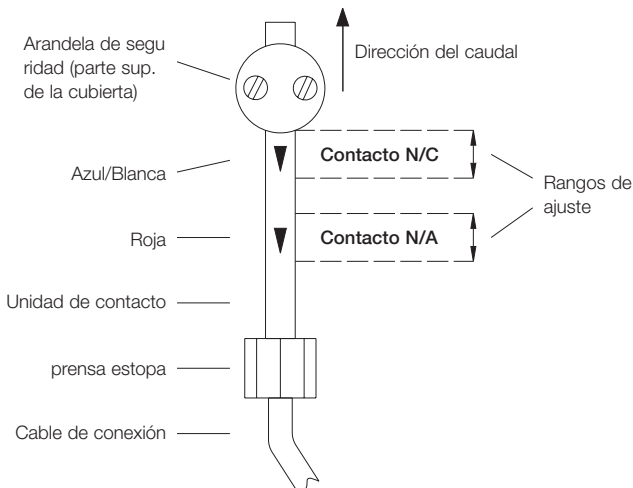 Arandela de segu
ridad (parte sup.
de la cubierta)
Dirección del caudal
Azul/Blanca
Contacto N/C
Rangos de
ajuste
Roja
Contacto N/A
Unidad de contacto
prensa estopa
Cable de conexión